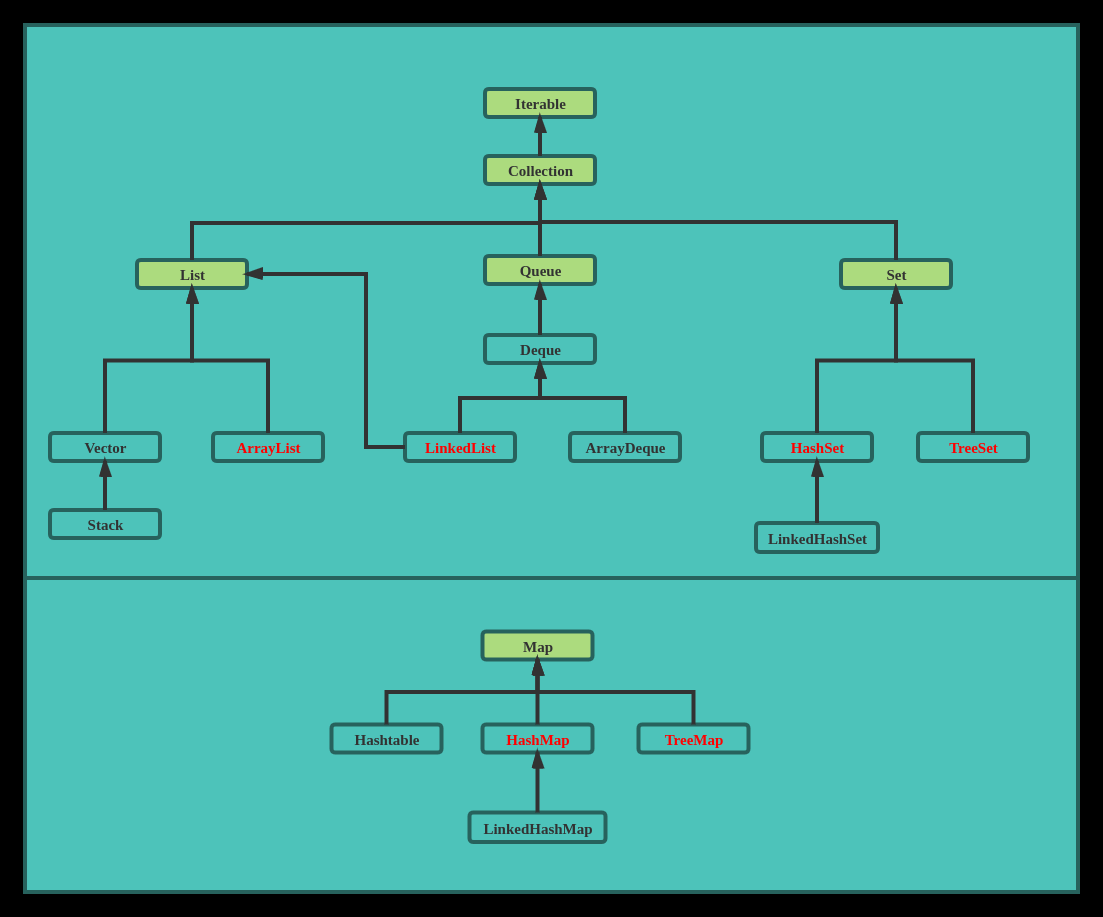 Iterable
Collection
List
Queue
Set
Deque
Vector
ArrayList
LinkedList
ArrayDeque
HashSet
TreeSet
Stack
LinkedHashSet
Map
Hashtable
HashMap
TreeMap
LinkedHashMap